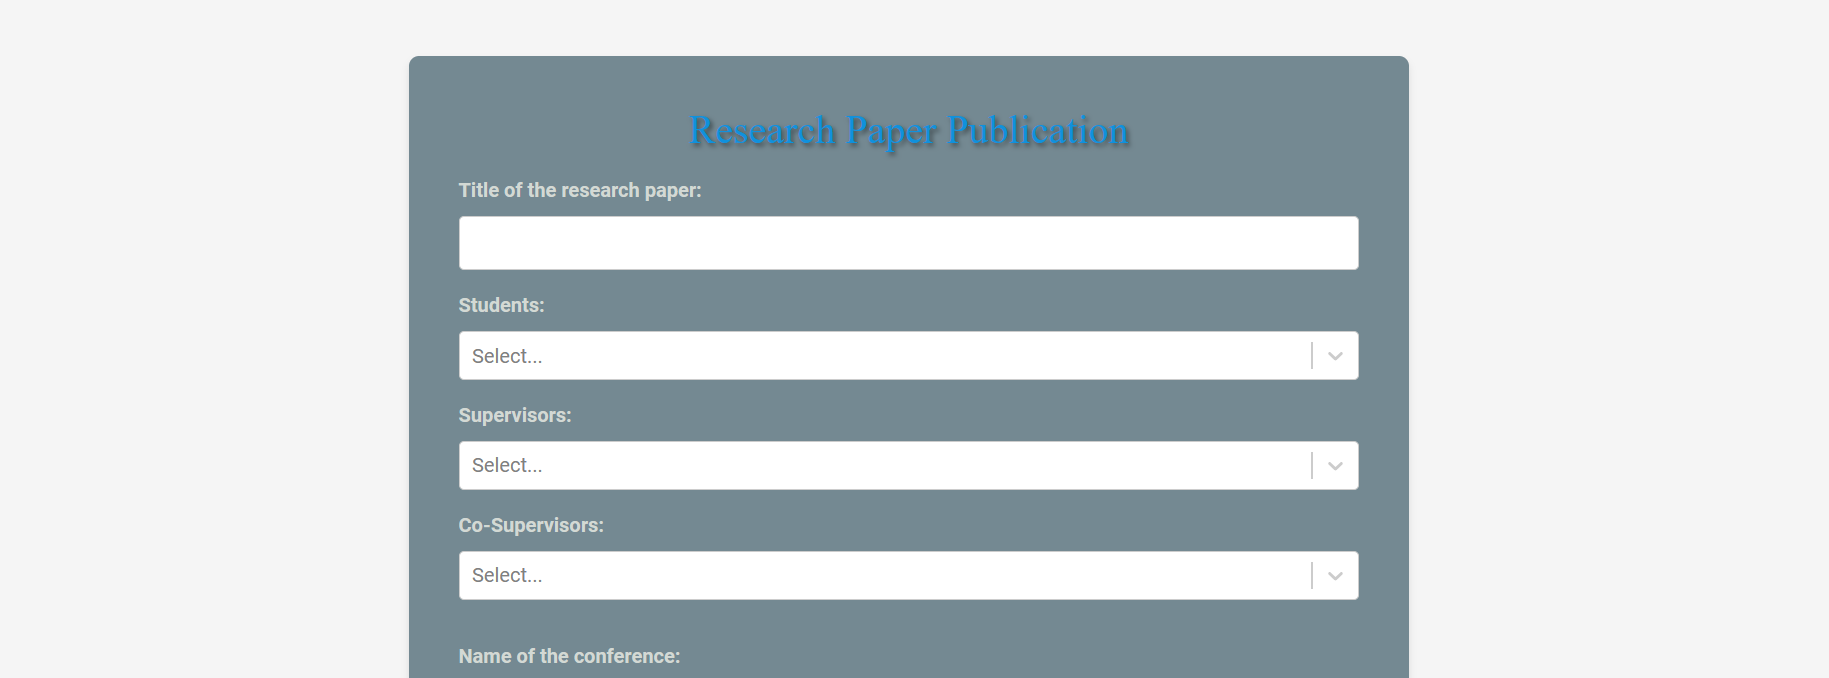 Research Paper Publication
Title of the research paper:
Students:
Select...
Supervisors:
Select...
Co-Supervisors:
Select...
Name of the conference: